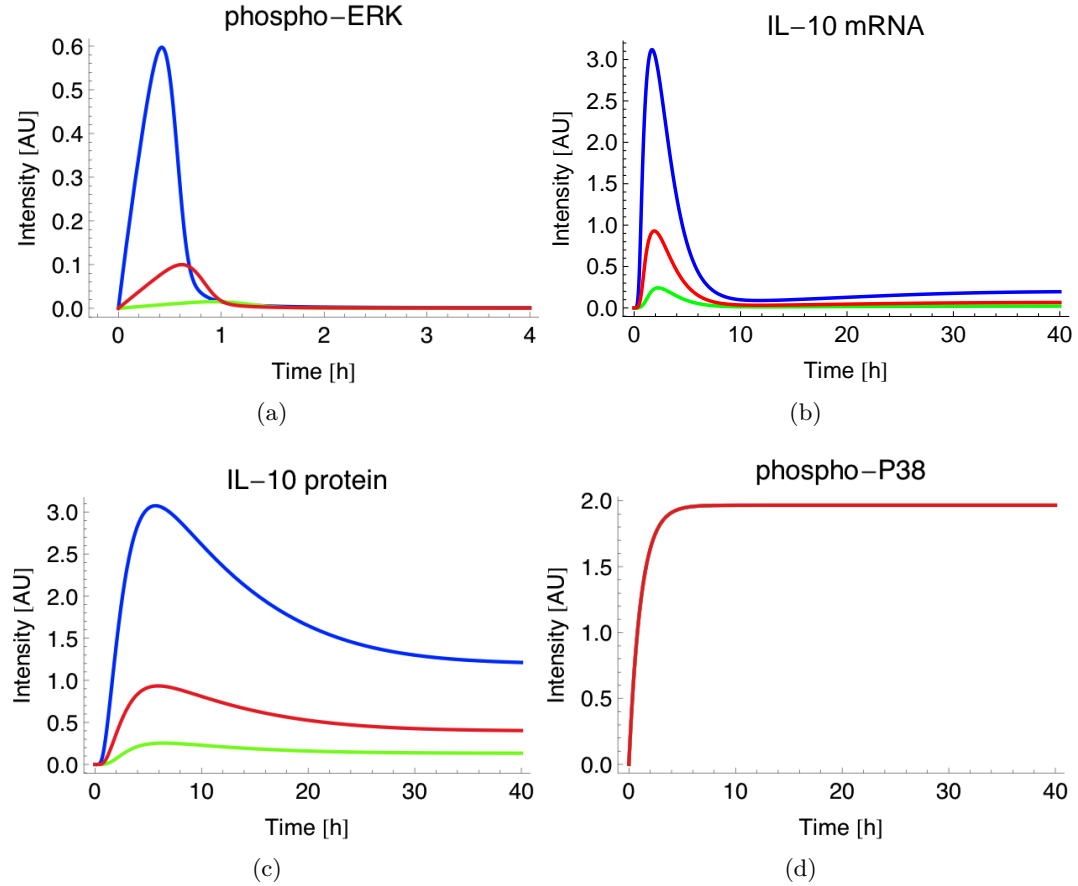 phospho−ERK
Intensity [AU]
0.6
0.5
0.4
0.3
0.2
0.1
0.0
0 1 2 3 4
Time [h]
(a)
IL−10 mRNA
Intensity [AU]
3.0
2.5
2.0
1.5
1.0
0.5
0.0
0 10 20 30 40
Time [h]
(b)
IL−10 protein
Intensity [AU]
3.0
2.5
2.0
1.5
1.0
0.5
0.0
0 10 20 30 40
Time [h]
(c)
phospho−P38
Intensity [AU]
2.0
1.5
1.0
0.5
0.0
0 10 20 30 40
Time [h]
(d)